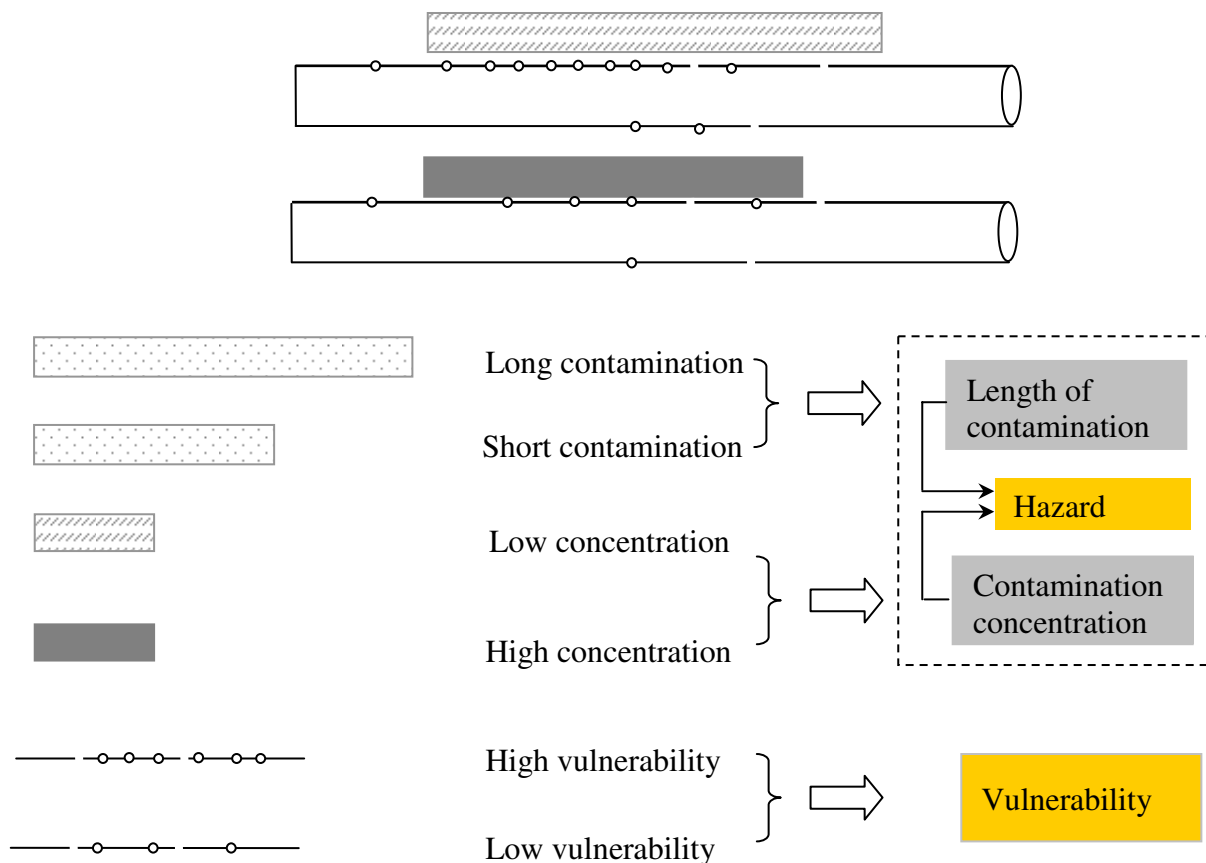 Long contamination
Short contamination
Length of
contamination
Hazard
Low concentration
High concentration
Contamination
concentration
High vulnerability
Low vulnerability
Vulnerability